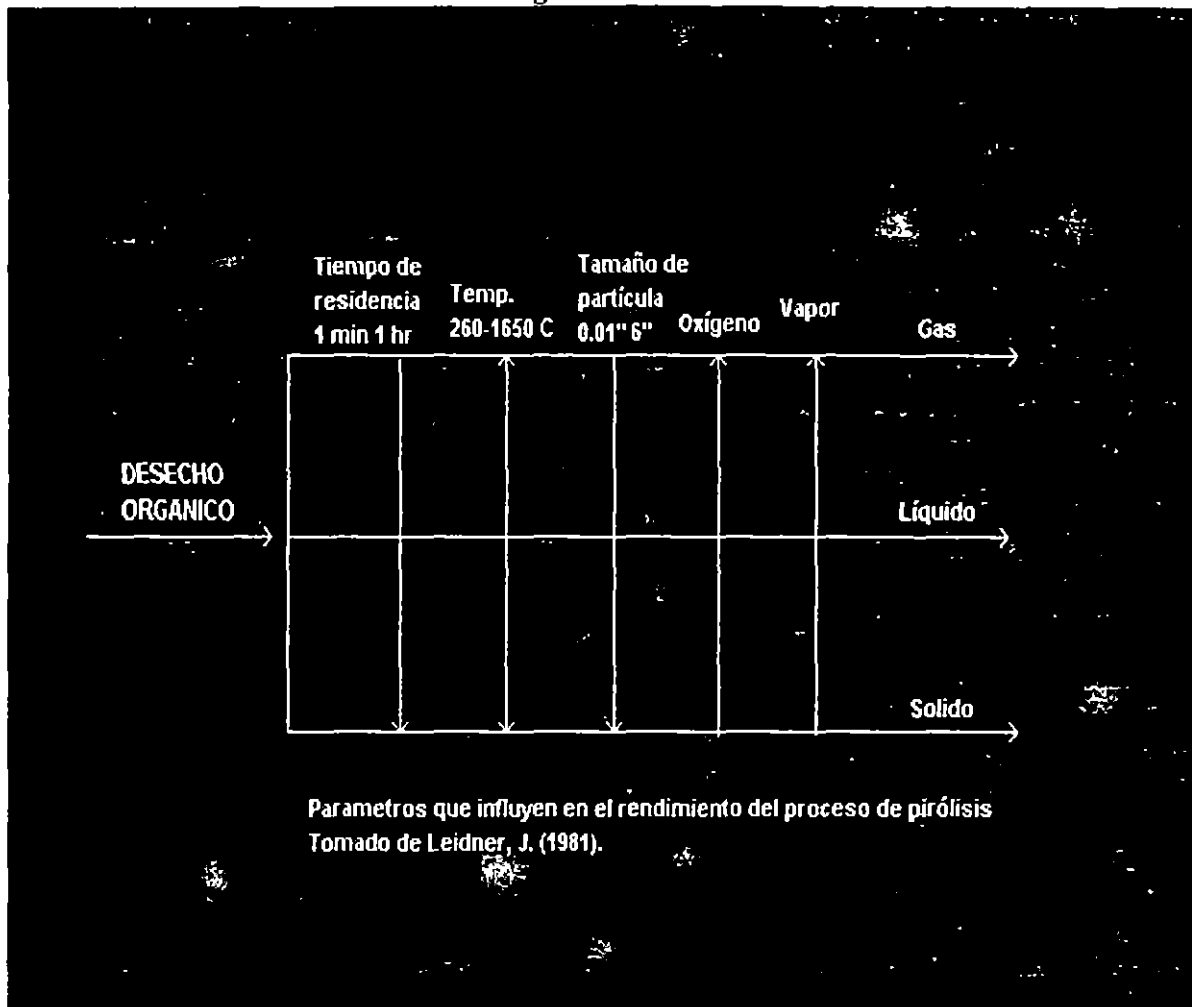 Tiempo de
residencia
1 min 1 hr
Temp.
260-1650 C
Tamaño de
partícula
0.01" 6"
Oxígeno
Vapor
Gas
DESECHO
ORGANICO
Líquido
Solido
Parametros que influyen en el rendimiento del proceso de pirólisis
Tomado de Leidner, J. (1981).